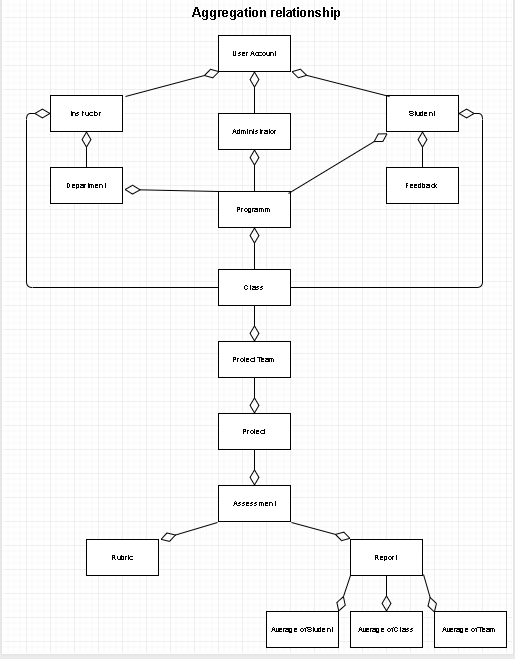 Aggregation relationship
User Account
Instructor
Student
Administrator
Department
Feedback
Programm
Class
Project Team
Project
Assessment
Rubric
Report
Average of Student
Average of Class
Average of Team